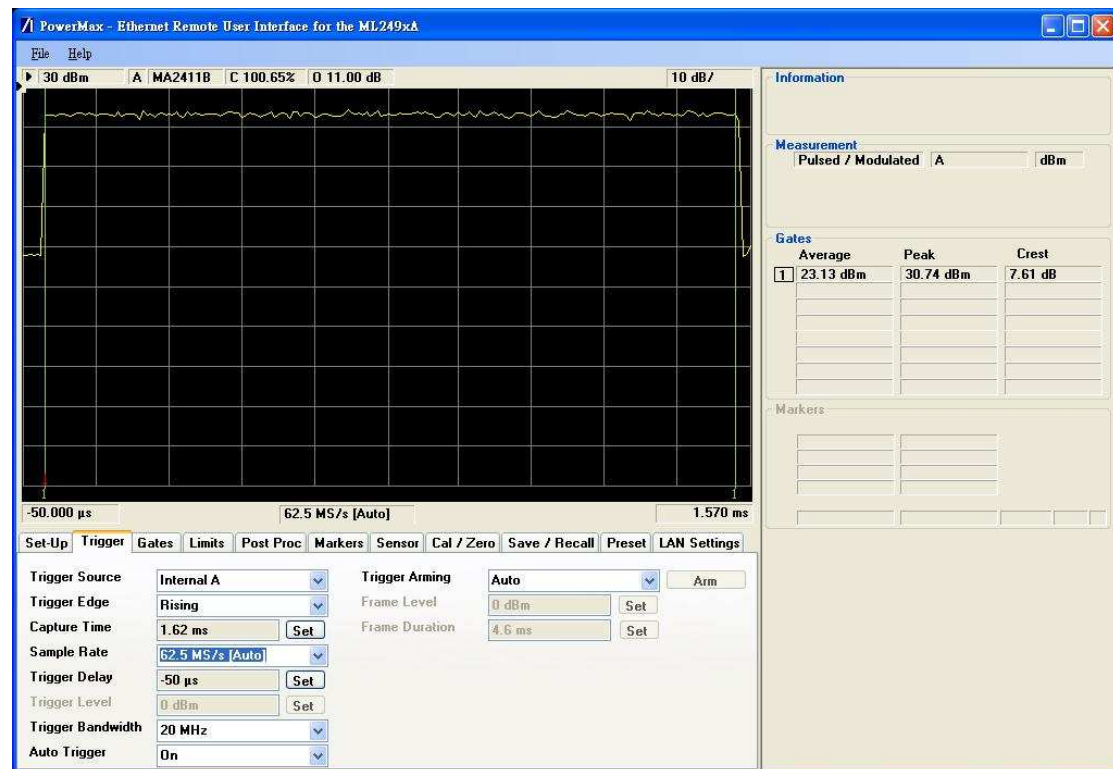 PowerMax - Ethernet Remote User Interface for the ML249xA
File Help
30 dBm A MA2411B C 100.65% O 11.00 dB 10 dB/
1 1
-50.000 µs 62.5 MS/s [Auto] 1.570 ms
Set-Up Trigger Gates Limits Post Proc Markers Sensor Cal / Zero Save / Recall Preset LAN Settings
Trigger Source Internal A Trigger Arming Auto Arm
Trigger Edge Rising Frame Level 0 dBm Set
Capture Time 1.62 ms Set Frame Duration 4.6 ms Set
Sample Rate 62.5 MS/s [Auto]
Trigger Delay -50 µs Set
Trigger Level 0 dBm Set
Trigger Bandwidth 20 MHz
Auto Trigger On
Information
Measurement
Pulsed / Modulated A dBm
Gates
Average Peak Crest
1 23.13 dBm 30.74 dBm 7.61 dB
Markers